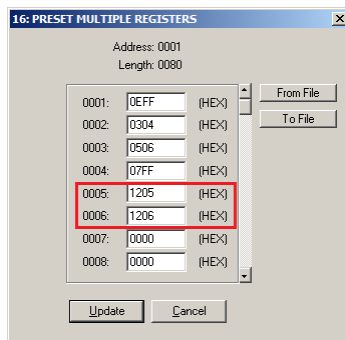 16: PRESET MULTIPLE REGISTERS
Address: 0001
Length: 0080
0001: 0EFF (HEX)
0002: 0304 (HEX)
0003: 0506 (HEX)
0004: 07FF (HEX)
0005: 1205 (HEX)
0006: 1206 (HEX)
0007: 0000 (HEX)
0008: 0000 (HEX)
From File
To File
Update Cancel